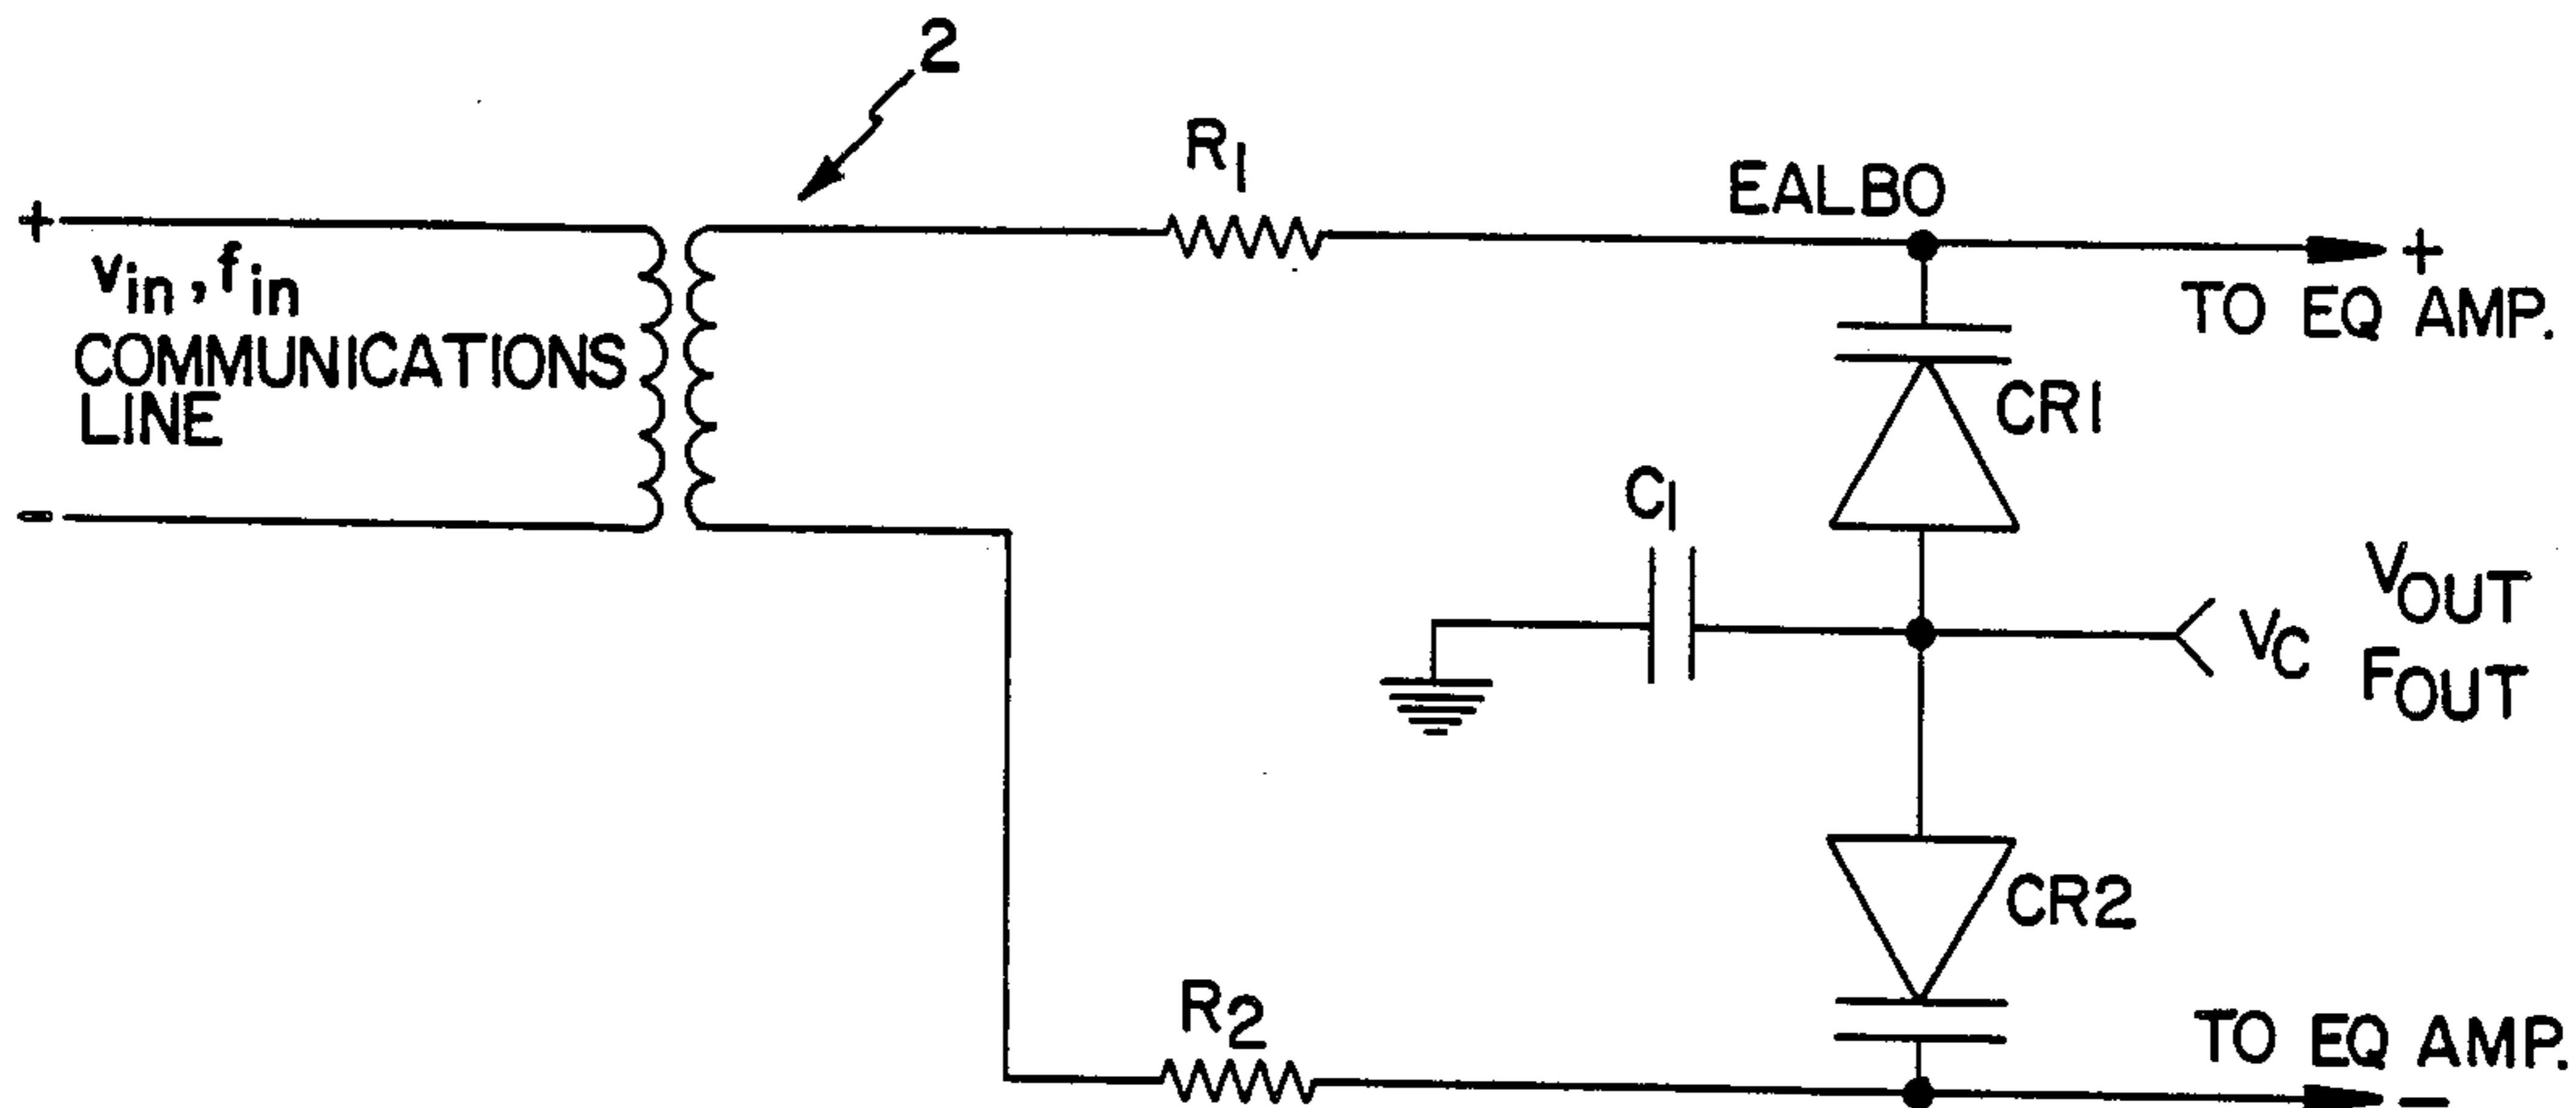 2
R1
EALBO
+
+
vin, fin
TO EQ AMP.
COMMUNICATIONS
LINE
CR1
C1
-
VC
VOUT
FOUT
CR2
R2
TO EQ AMP.
-